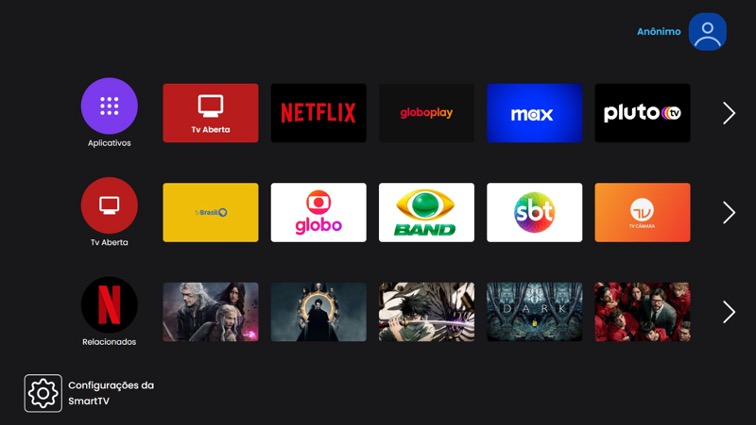 Anônimo
Aplicativos
Tv Aberta
NETFLIX
globoplay
max
pluto tv
Tv Aberta
tvBrasil
globo
BAND
sbt
TV CÂMARA
Relacionados
DARK
Configurações da
SmartTV